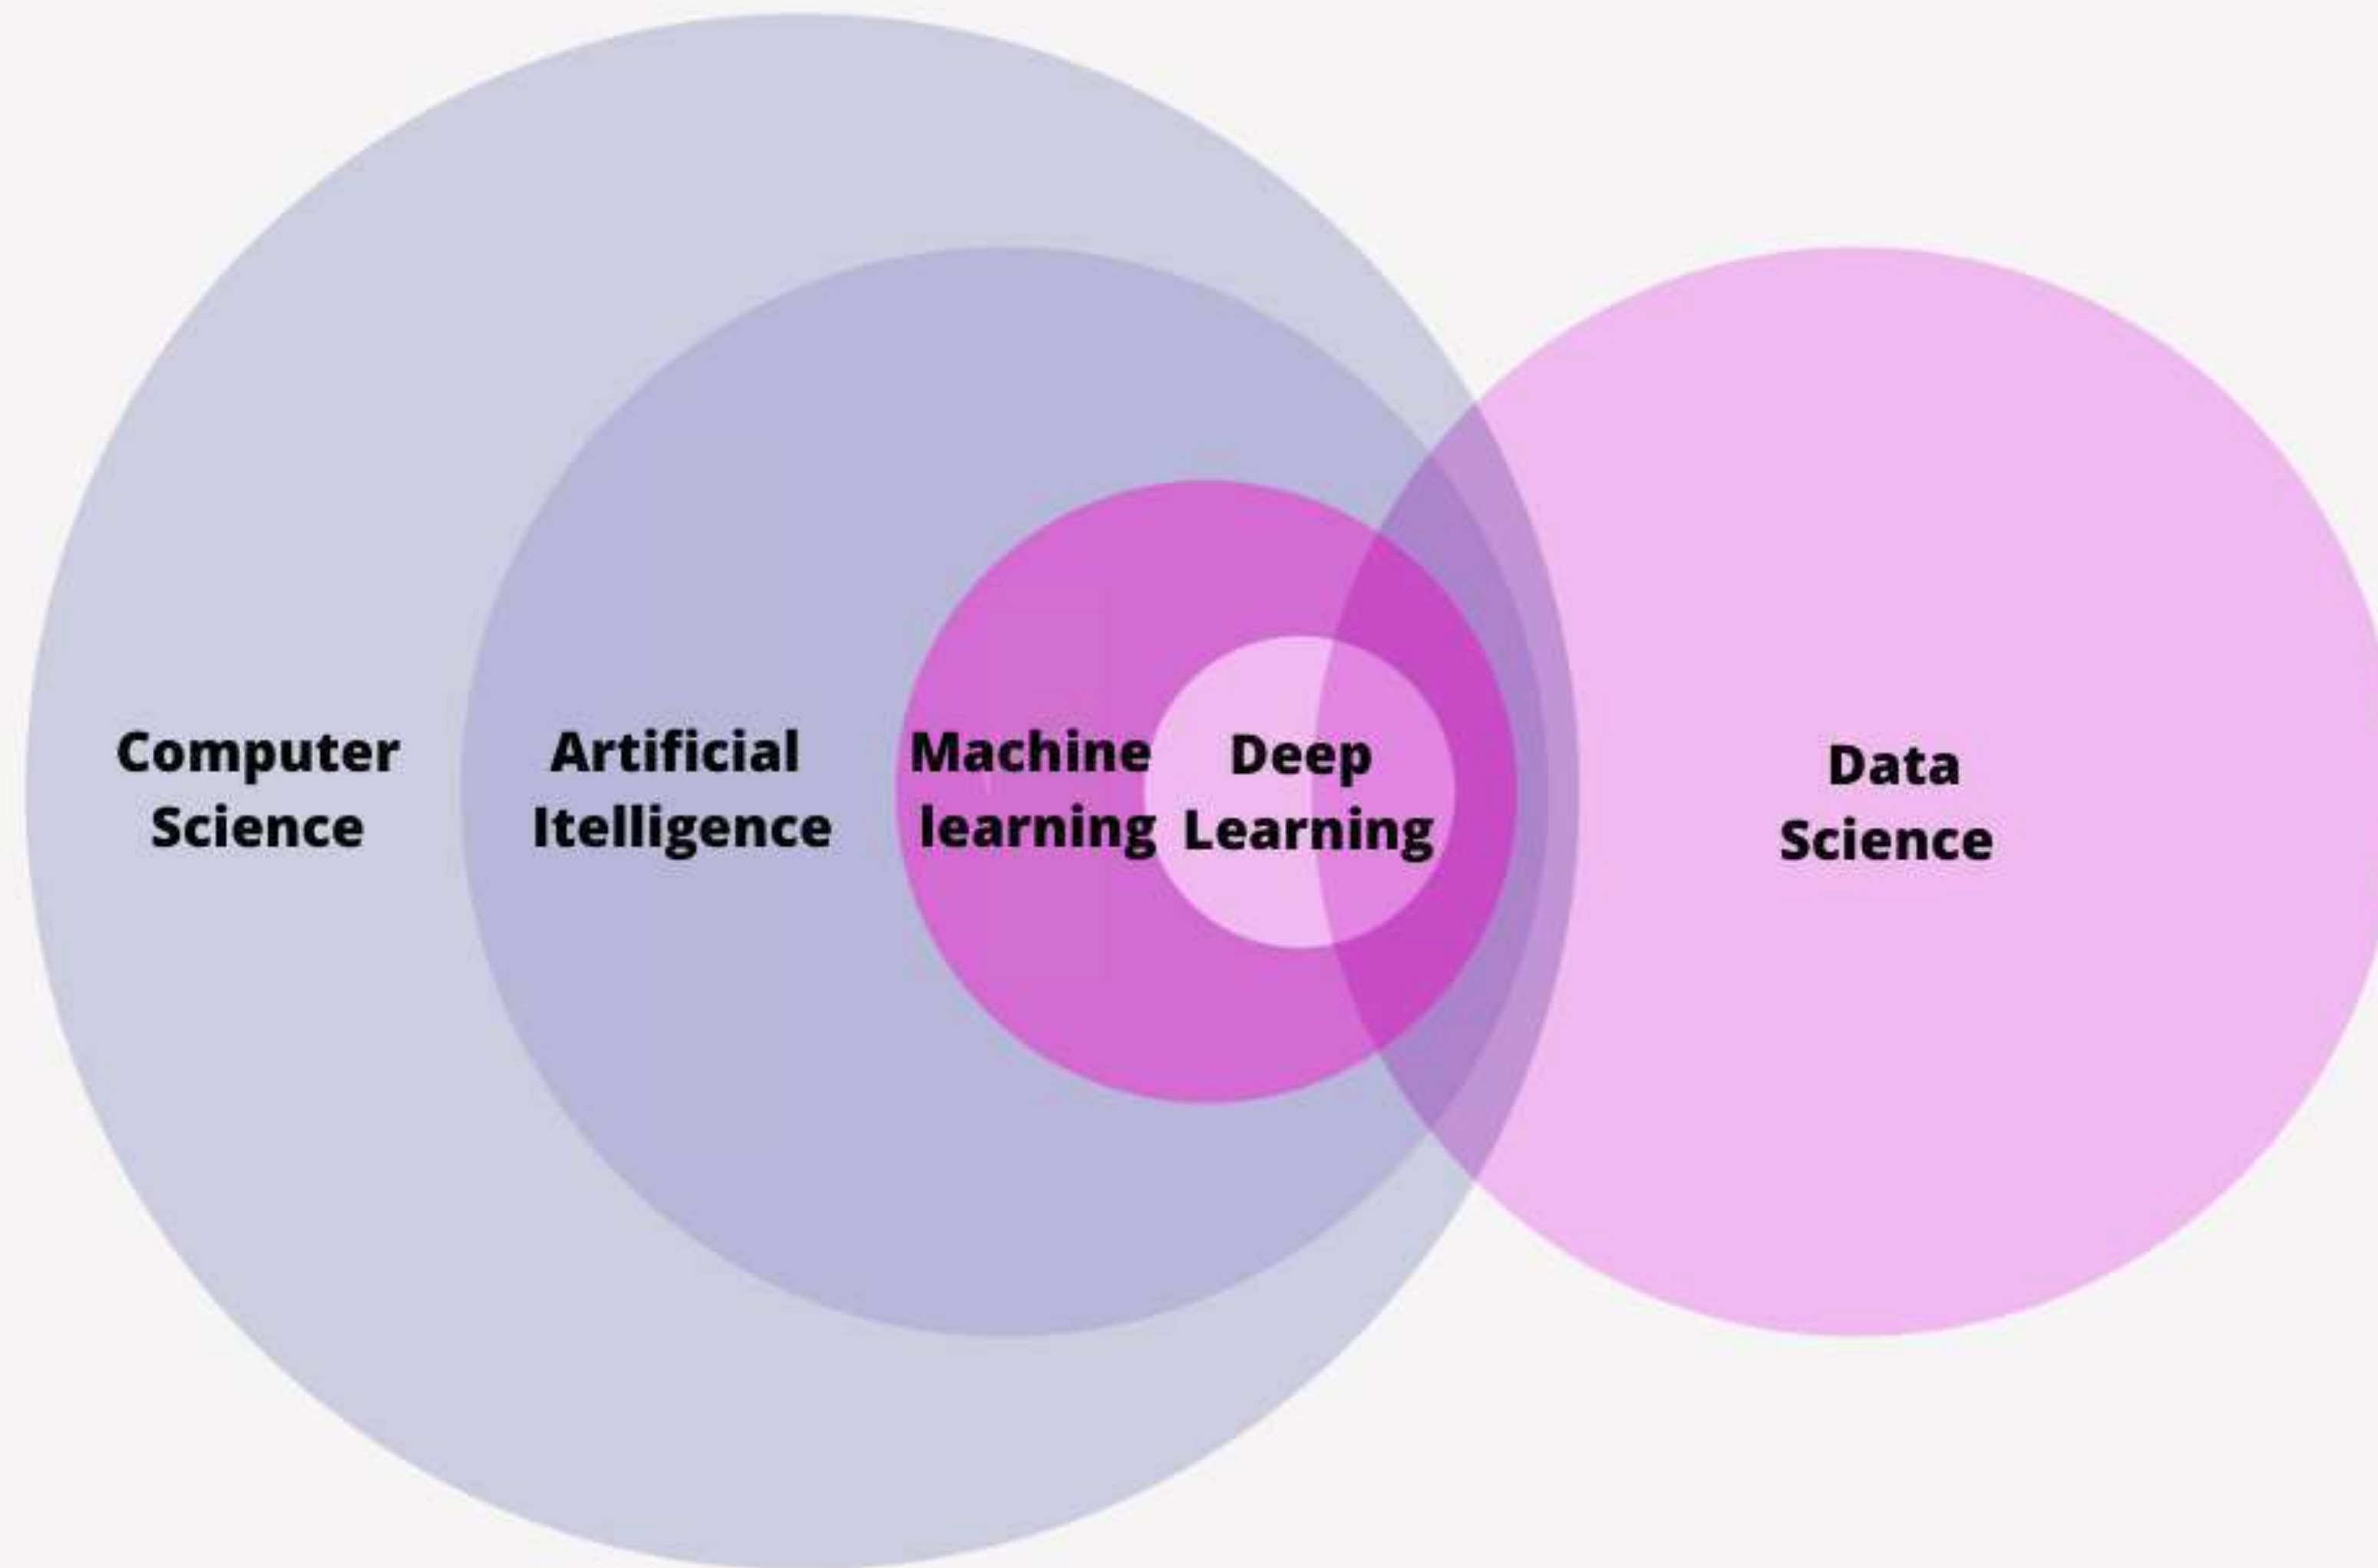 Computer
Science
Artificial
Itelligence
Machine
learning
Deep
Learning
Data
Science